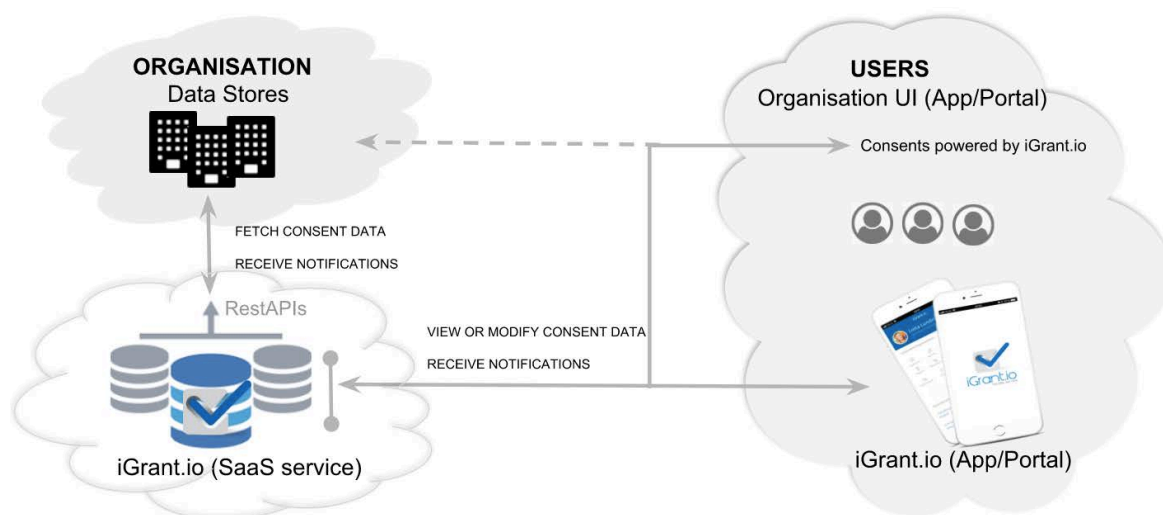 ORGANISATION
Data Stores
USERS
Organisation UI (App/Portal)
Consents powered by iGrant.io
FETCH CONSENT DATA
RECEIVE NOTIFICATIONS
RestAPIs
VIEW OR MODIFY CONSENT DATA
RECEIVE NOTIFICATIONS
iGrant.io
iGrant.io (SaaS service)
iGrant.io (App/Portal)